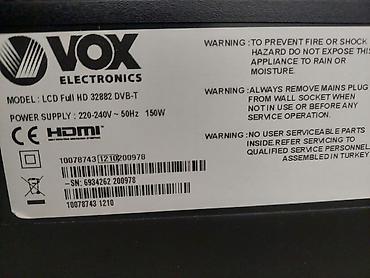 VOX
ELECTRONICS
MODEL : LCD Full HD 32882 DVB-T
POWER SUPPLY : 220-240V ~ 50Hz 150W
CE HDMI
10078743 1210 200978
-SN: 6934262 200978
10078743 1210
WARNING :TO PREVENT FIRE OR SHOCK
HAZARD DO NOT EXPOSE THIS
APPLIANCE TO RAIN OR
MOISTURE.
WARNING :ALWAYS REMOVE MAINS PLUG
FROM WALL SOCKET WHEN
NOT IN USE OR BEFORE ANY
SERVICE OPERATION.
WARNING :NO USER SERVICEABLE PARTS
INSIDE.REFER SERVICING TO
QUALIFIED SERVICE PERSONNEL
ASSEMBLED IN TURKEY